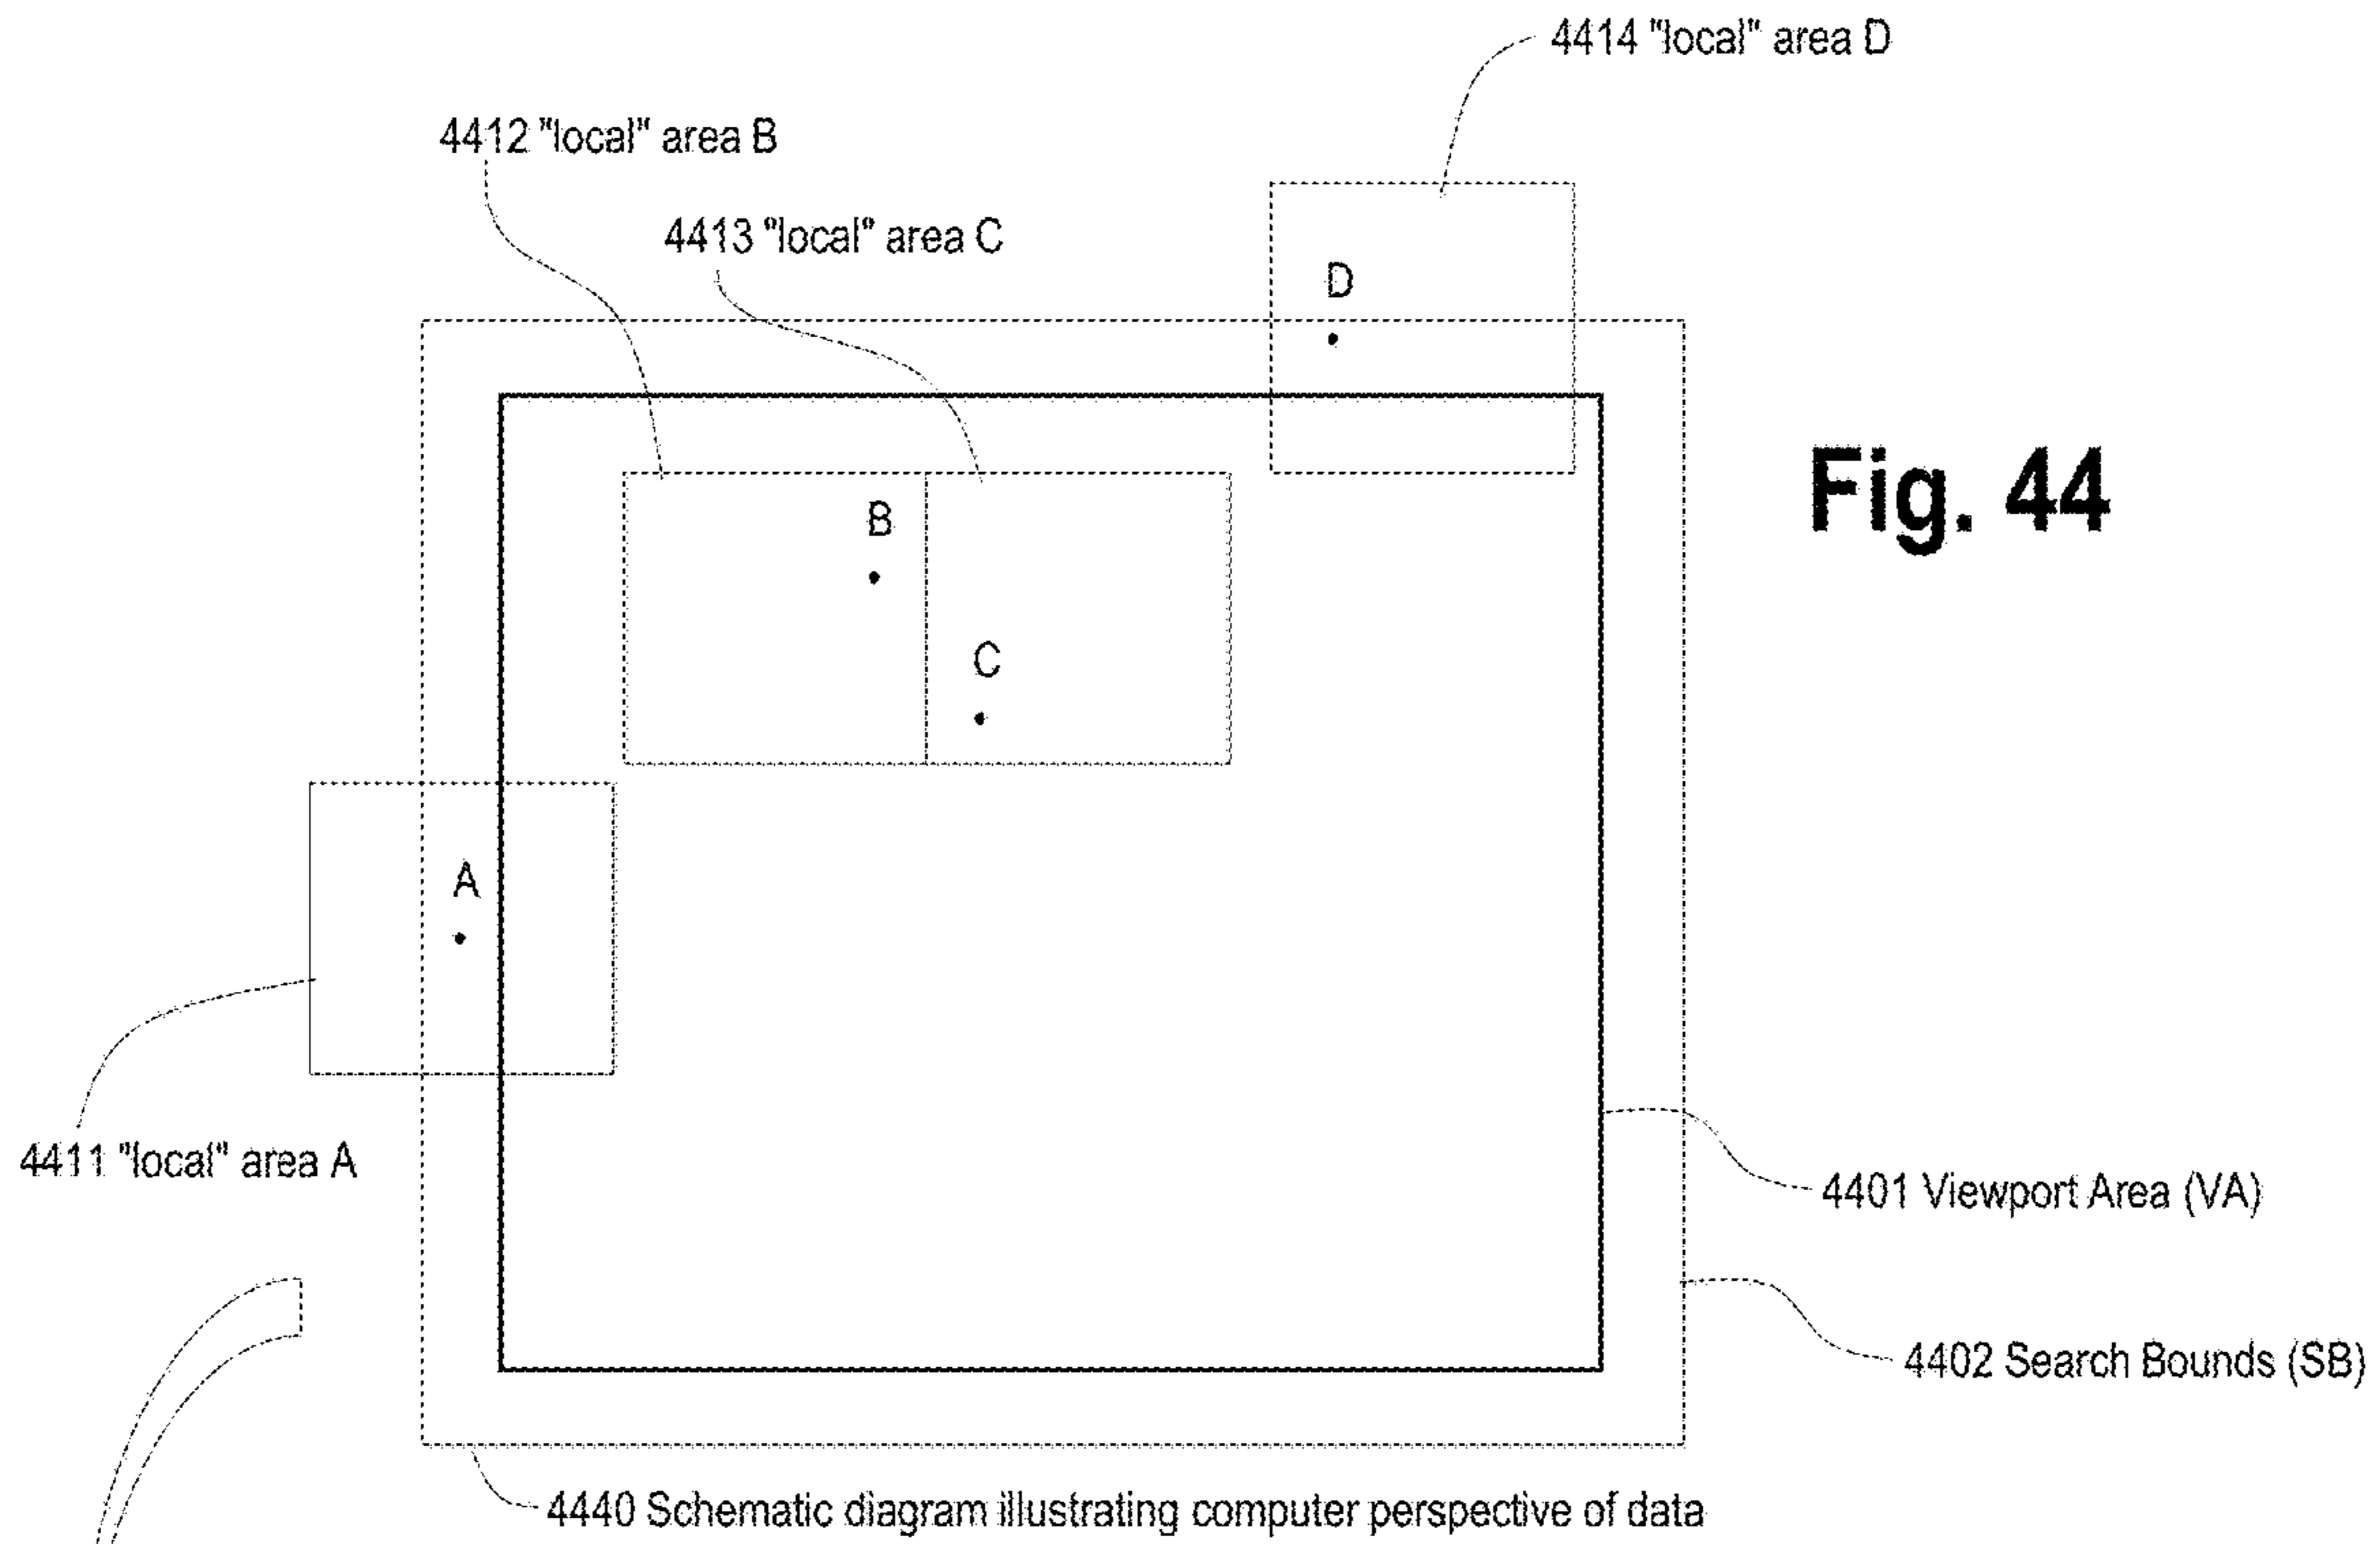 4414 "local" area D
4412 "local" area B
4413 "local" area C
D
Fig. 44
B
C
A
4411 "local" area A
4401 Viewport Area (VA)
4402 Search Bounds (SB)
4440 Schematic diagram illustrating computer perspective of data